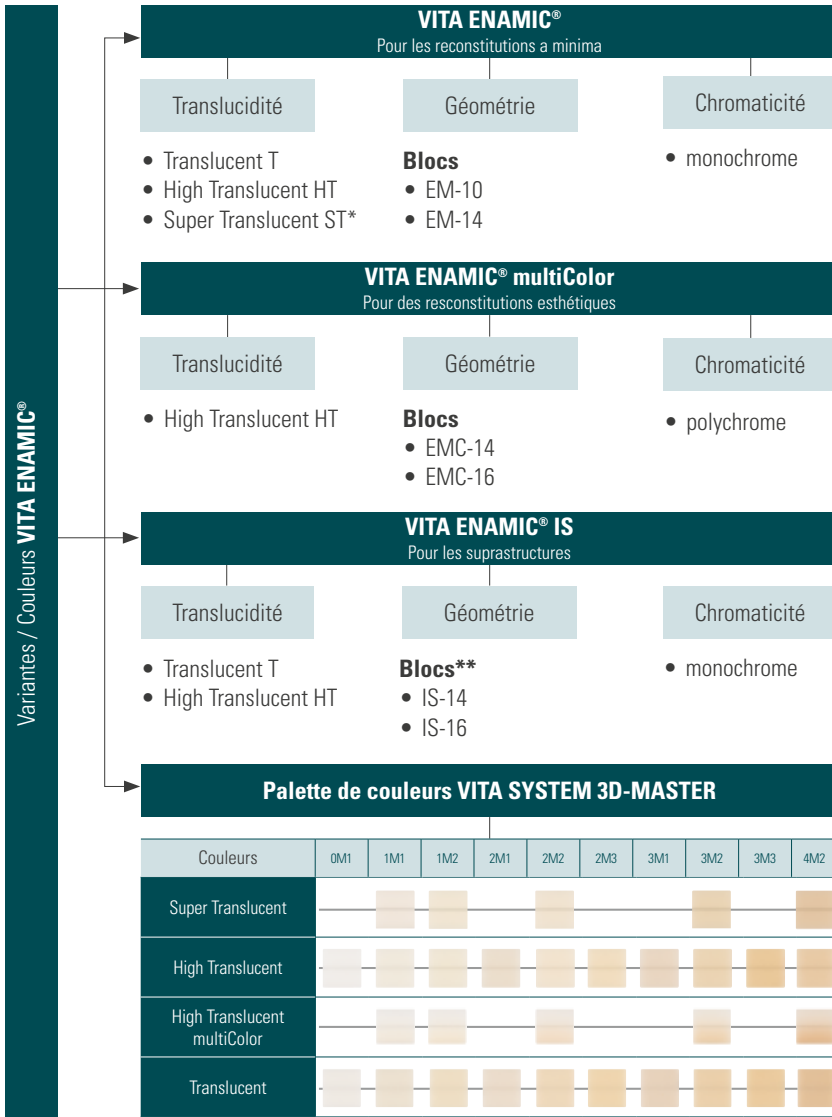 Variantes / Couleurs VITA ENAMIC®
VITA ENAMIC®
Pour les reconstitutions a minima
Translucidité
Géométrie
Chromaticité
• Translucent T
• High Translucent HT
• Super Translucent ST*
Blocs
• EM-10
• EM-14
• monochrome
VITA ENAMIC® multiColor
Pour des resconstitutions esthétiques
Translucidité
Géométrie
Chromaticité
• High Translucent HT
Blocs
• EMC-14
• EMC-16
• polychrome
VITA ENAMIC® IS
Pour les suprastructures
Translucidité
Géométrie
Chromaticité
• Translucent T
• High Translucent HT
Blocs**
• IS-14
• IS-16
• monochrome
Palette de couleurs VITA SYSTEM 3D-MASTER
Couleurs 0M1 1M1 1M2 2M1 2M2 2M3 3M1 3M2 3M3 4M2
Super Translucent
High Translucent
High Translucent
multiColor
Translucent